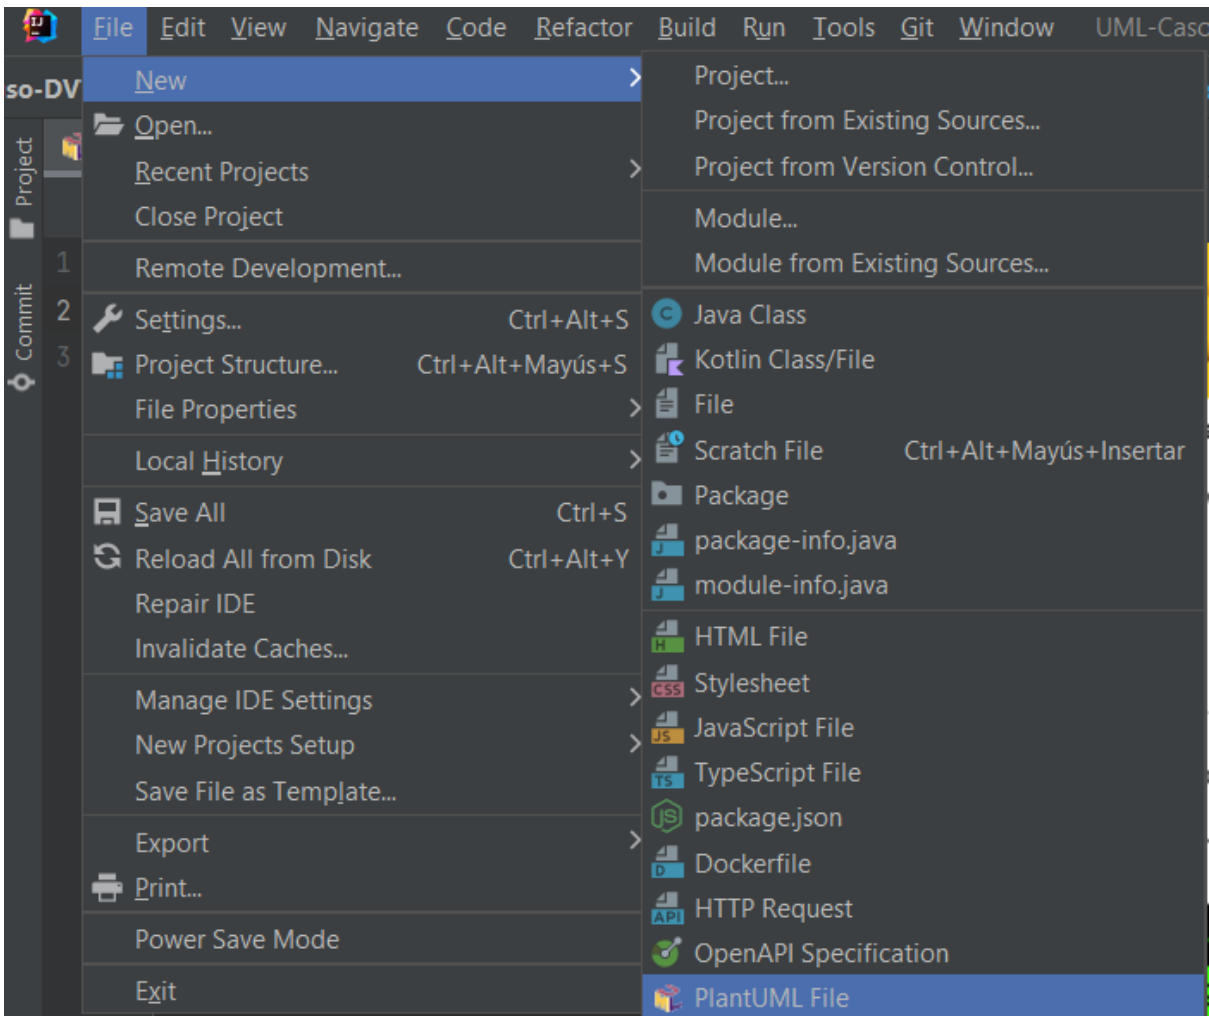 IJ File Edit View Navigate Code Refactor Build Run Tools Git Window UML-Caso
so-DV
Project
Commit
1
2
3
New
Open...
Recent Projects
Close Project
Remote Development...
Settings... Ctrl+Alt+S
Project Structure... Ctrl+Alt+Mayús+S
File Properties
Local History
Save All Ctrl+S
Reload All from Disk Ctrl+Alt+Y
Repair IDE
Invalidate Caches...
Manage IDE Settings
New Projects Setup
Save File as Template...
Export
Print...
Power Save Mode
Exit
Project...
Project from Existing Sources...
Project from Version Control...
Module...
Module from Existing Sources...
C Java Class
Kotlin Class/File
File
Scratch File Ctrl+Alt+Mayús+Insertar
Package
J package-info.java
J module-info.java
H HTML File
CSS Stylesheet
JS JavaScript File
TS TypeScript File
JS package.json
D Dockerfile
API HTTP Request
OpenAPI Specification
PlantUML File